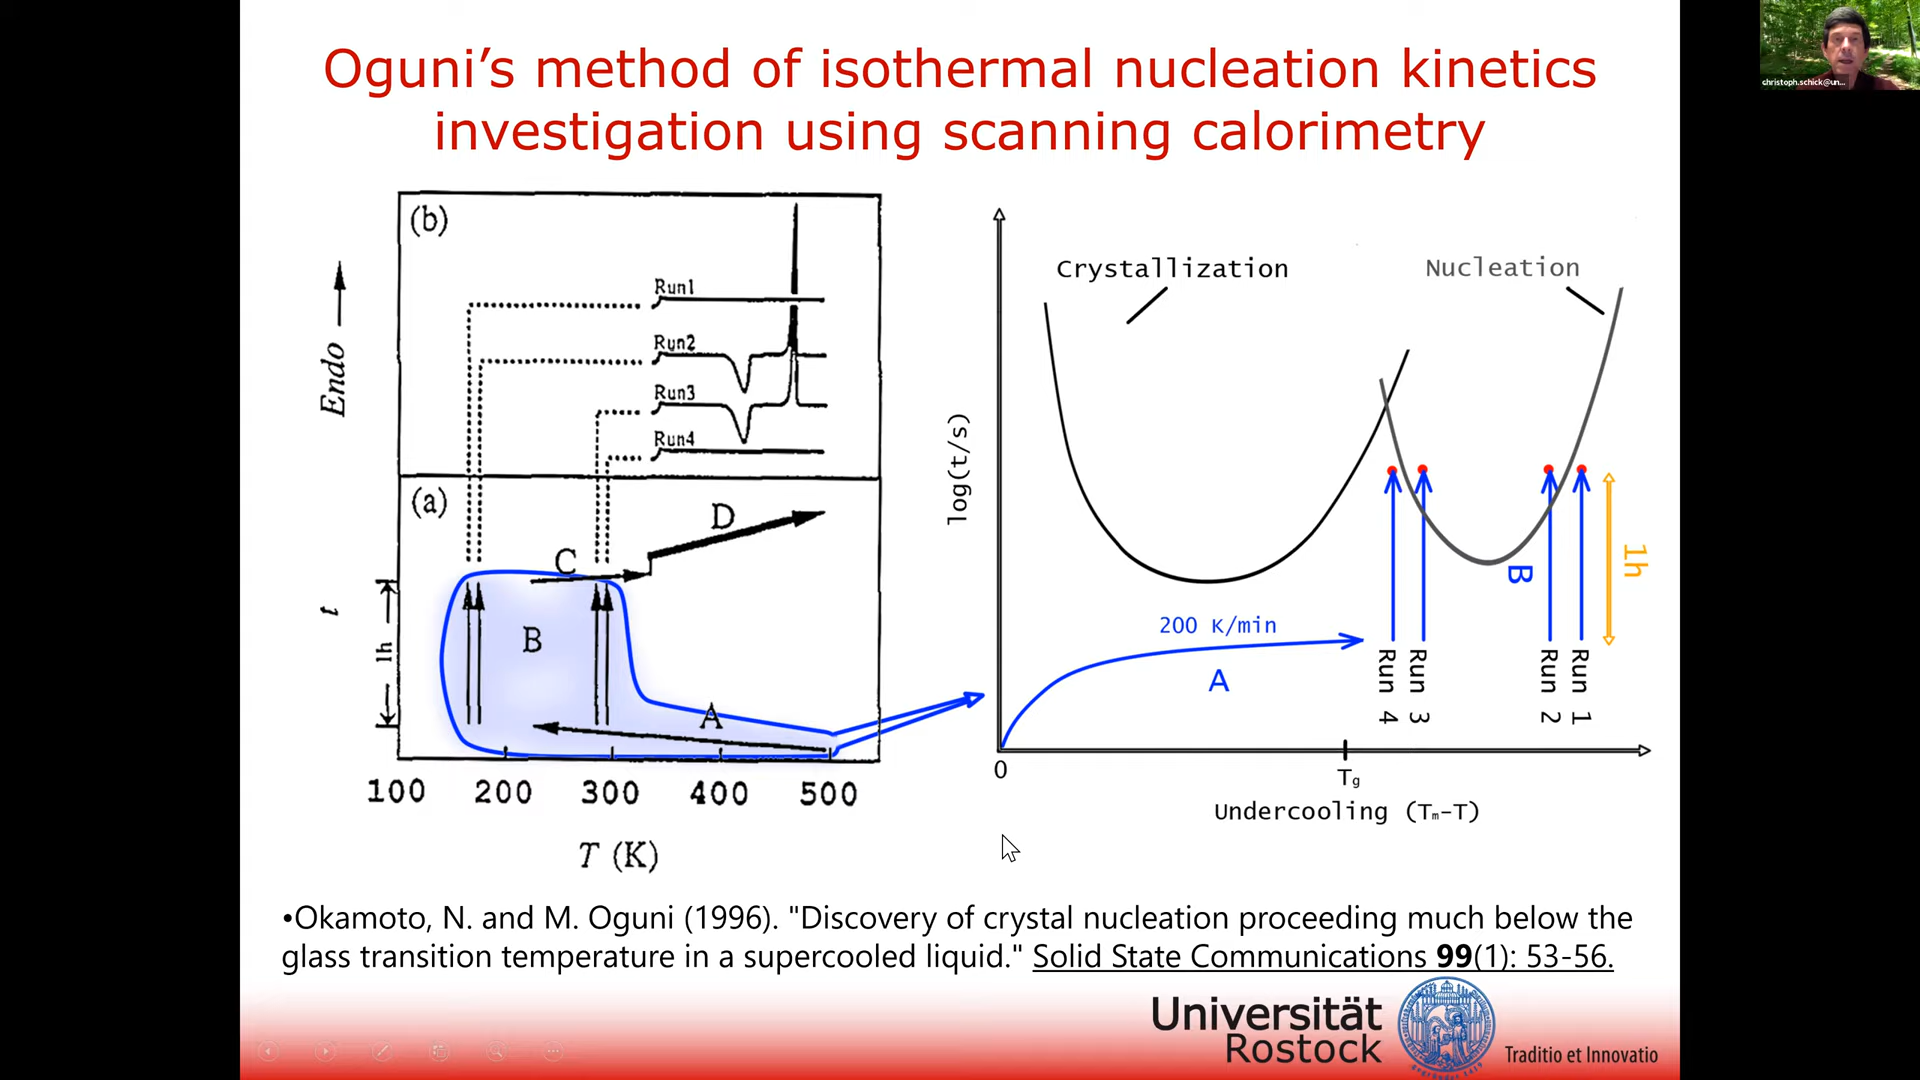 Oguni’s method of isothermal nucleation kinetics
investigation using scanning calorimetry
christoph.schick@un...
(b)
Endo
Run1
Run2
Run3
Run4
(a)
D
C
B
A
t
1h
100 200 300 400 500
T (K)
Crystallization
Nucleation
log(t/s)
200 K/min
A
B
1h
Run 4
Run 3
Run 2
Run 1
0
Tg
Undercooling (Tm-T)
•Okamoto, N. and M. Oguni (1996). "Discovery of crystal nucleation proceeding much below the
glass transition temperature in a supercooled liquid." Solid State Communications 99(1): 53-56.
Universität
Rostock
Traditio et Innovatio